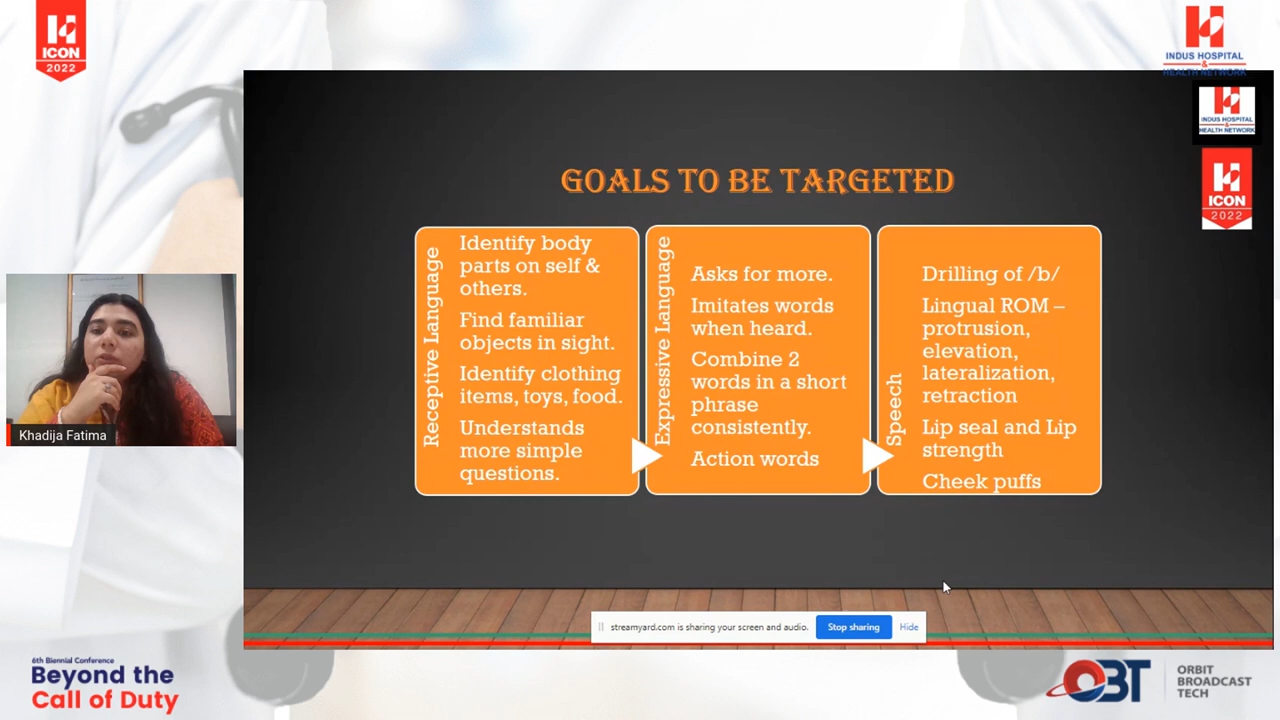 ICON
2022
INDUS HOSPITAL
&
HEALTH NETWORK
INDUS HOSPITAL
&
HEALTH NETWORK
ICON
2022
GOALS TO BE TARGETED
Receptive Language
Identify body
parts on self &
others.
Find familiar
objects in sight.
Identify clothing
items, toys, food.
Understands
more simple
questions.
Expressive Language
Asks for more.
Imitates words
when heard.
Combine 2
words in a short
phrase
consistently.
Action words
Speech
Drilling of /b/
Lingual ROM –
protrusion,
elevation,
lateralization,
retraction
Lip seal and Lip
strength
Cheek puffs
Khadija Fatima
streamyard.com is sharing your screen and audio.
Stop sharing
Hide
6th Biennial Conference
Beyond the
Call of Duty
OBT
ORBIT
BROADCAST
TECH